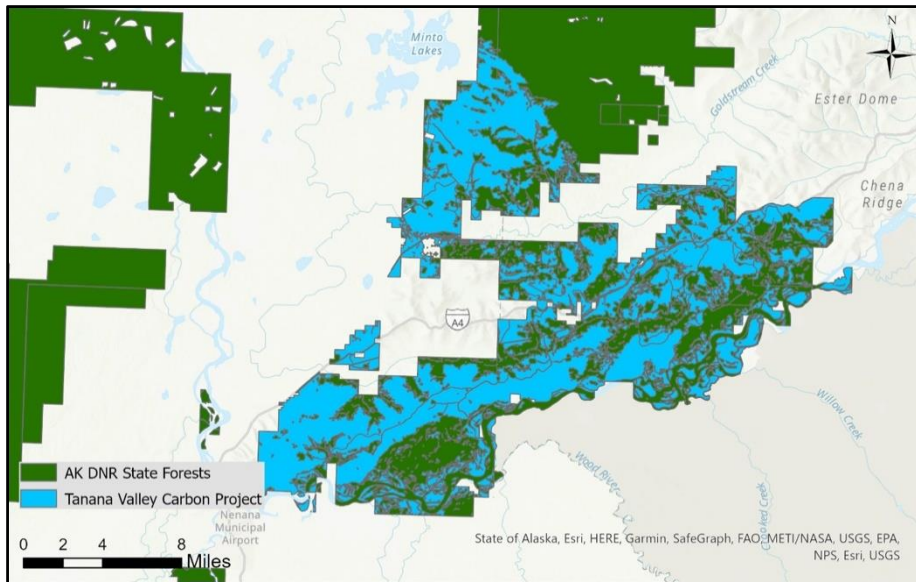 Minto
Lakes
N
Goldstream Creek
Ester Dome
Chena
Ridge
A4
Willow Creek
Wood River
Crooked Creek
AK DNR State Forests
Tanana Valley Carbon Project
Nenana
Municipal
Airport
0 2 4 8
Miles
State of Alaska, Esri, HERE, Garmin, SafeGraph, FAO, METI/NASA, USGS, EPA,
NPS, Esri, USGS